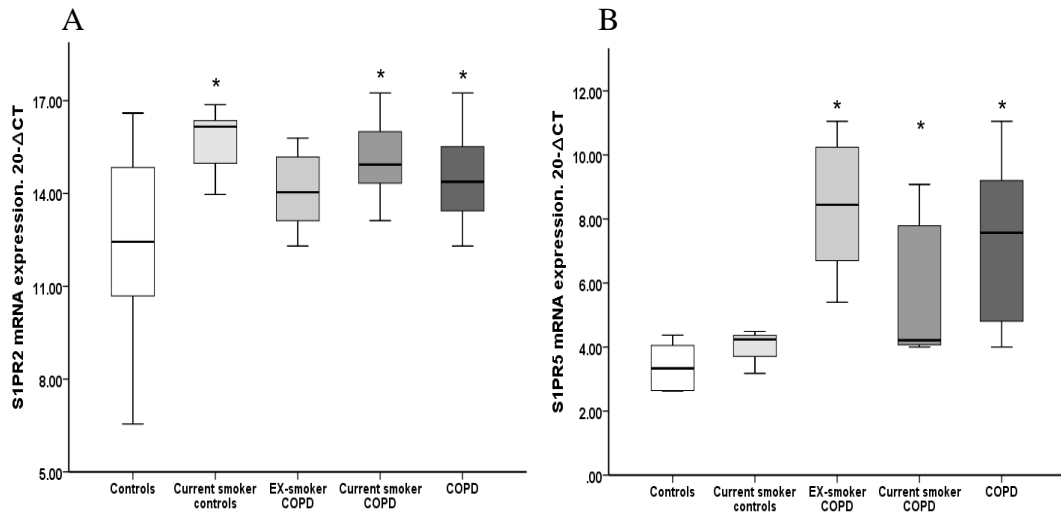 A
S1PR2 mRNA expression. 20-ΔCT
17.00
14.00
11.00
8.00
5.00
*
*
*
Controls
Current smoker
controls
EX-smoker
COPD
Current smoker
COPD
COPD
B
S1PR5 mRNA expression. 20-ΔCT
12.00
10.00
8.00
6.00
4.00
2.00
.00
*
*
*
Controls
Current smoker
controls
EX-smoker
COPD
Current smoker
COPD
COPD